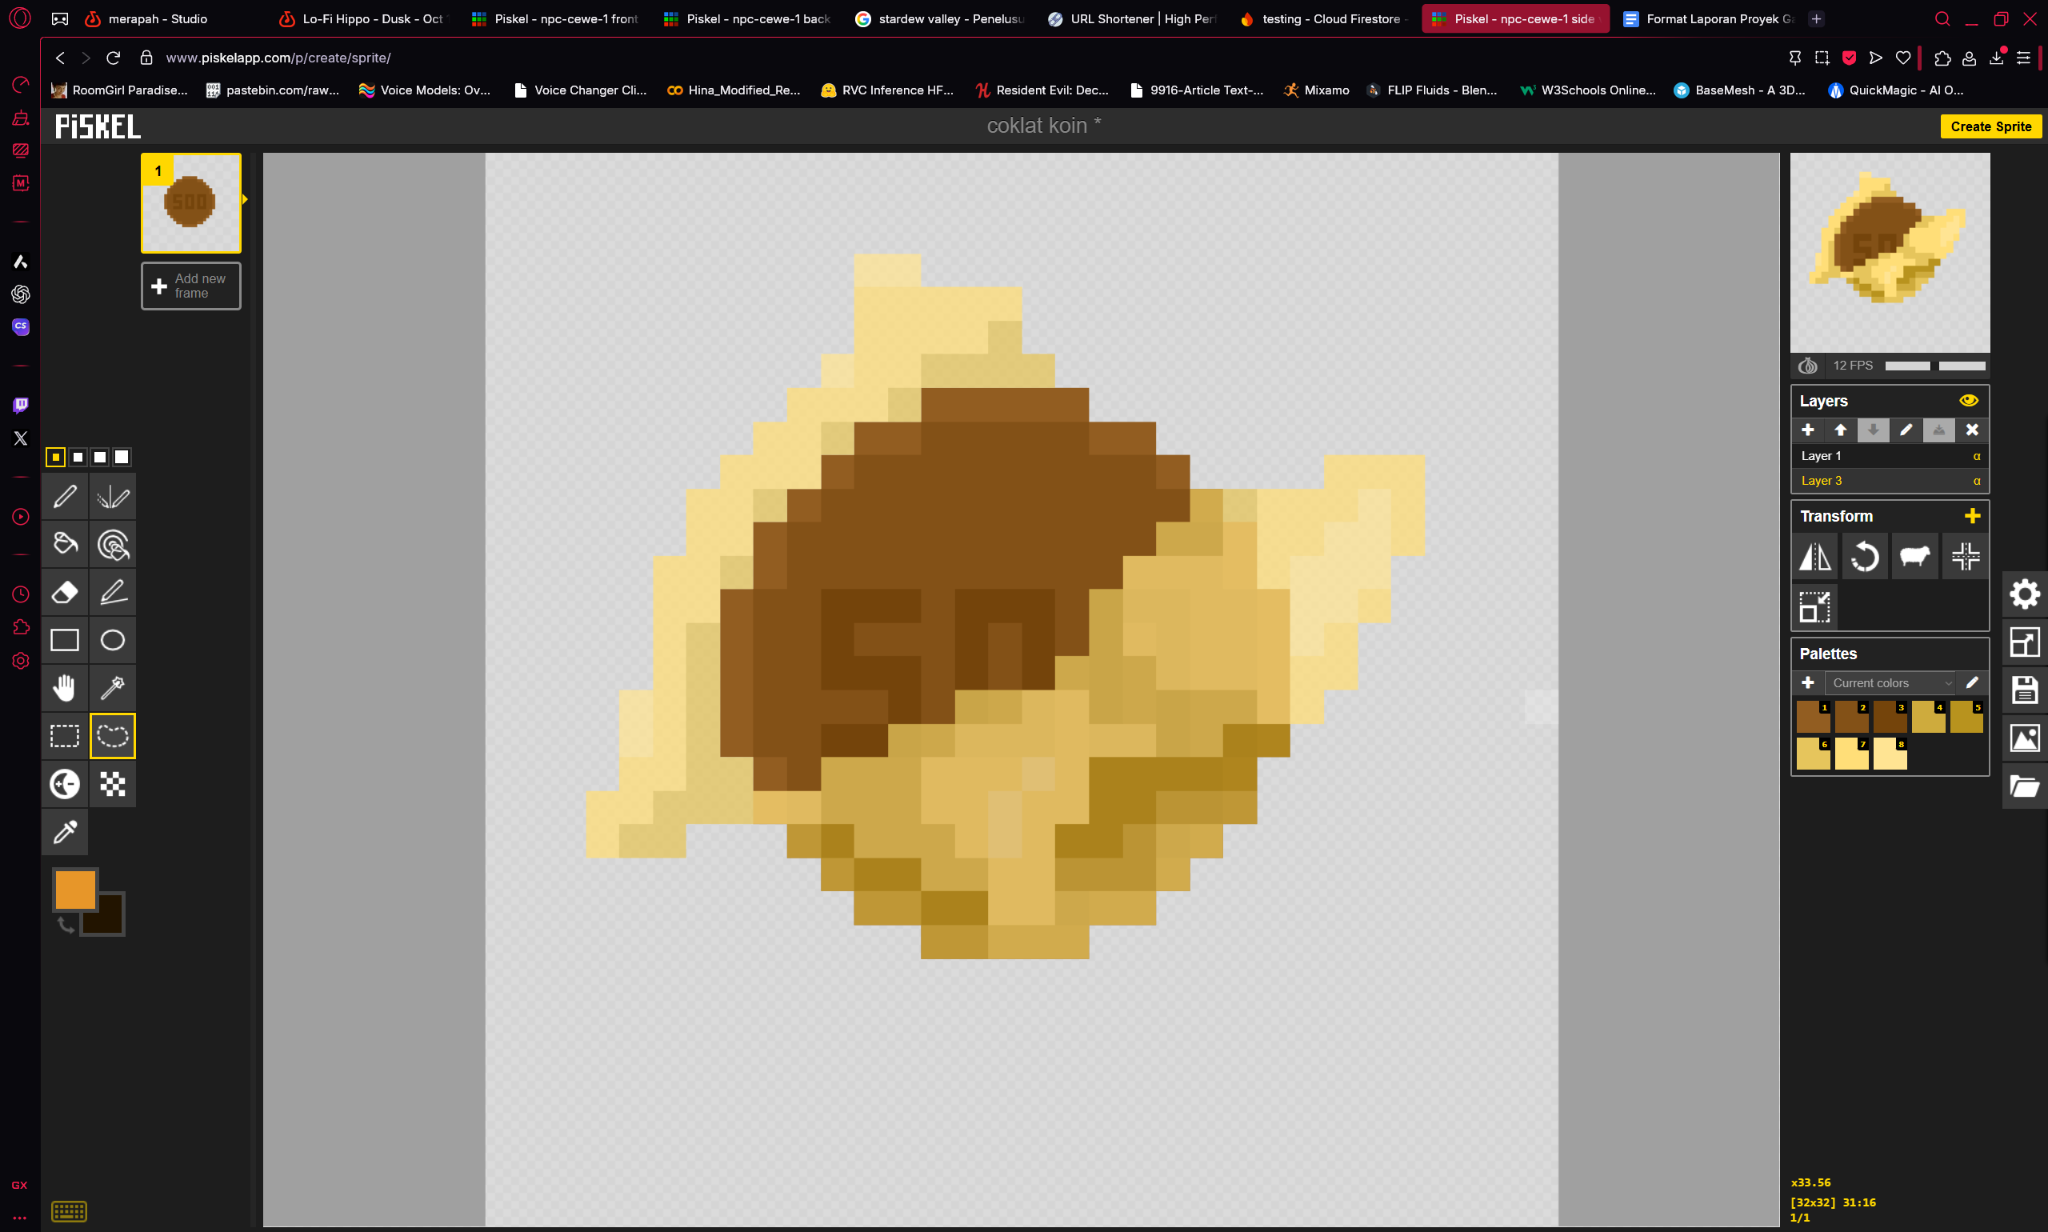 merapah - Studio
Lo-Fi Hippo - Dusk - Oct
Piskel - npc-cewe-1 front
Piskel - npc-cewe-1 back
stardew valley - Penelusu
URL Shortener | High Per
testing - Cloud Firestore -
Piskel - npc-cewe-1 side
Format Laporan Proyek Ga
www.piskelapp.com/p/create/sprite/
RoomGirl Paradise...
pastebin.com/raw...
Voice Models: Ov...
Voice Changer Cli...
Hina_Modified_Re...
RVC Inference HF...
Resident Evil: Dec...
9916-Article Text-...
Mixamo
FLIP Fluids - Blen...
W3Schools Online...
BaseMesh - A 3D...
QuickMagic - AI O...
PiSKEL
coklat koin *
Create Sprite
1
500
Add new
frame
50
12 FPS
Layers
Layer 1 α
Layer 3 α
Transform
Palettes
Current colors
1 2 3 4 5
6 7 8
CS
GX
x33.56
[32x32] 31:16
1/1